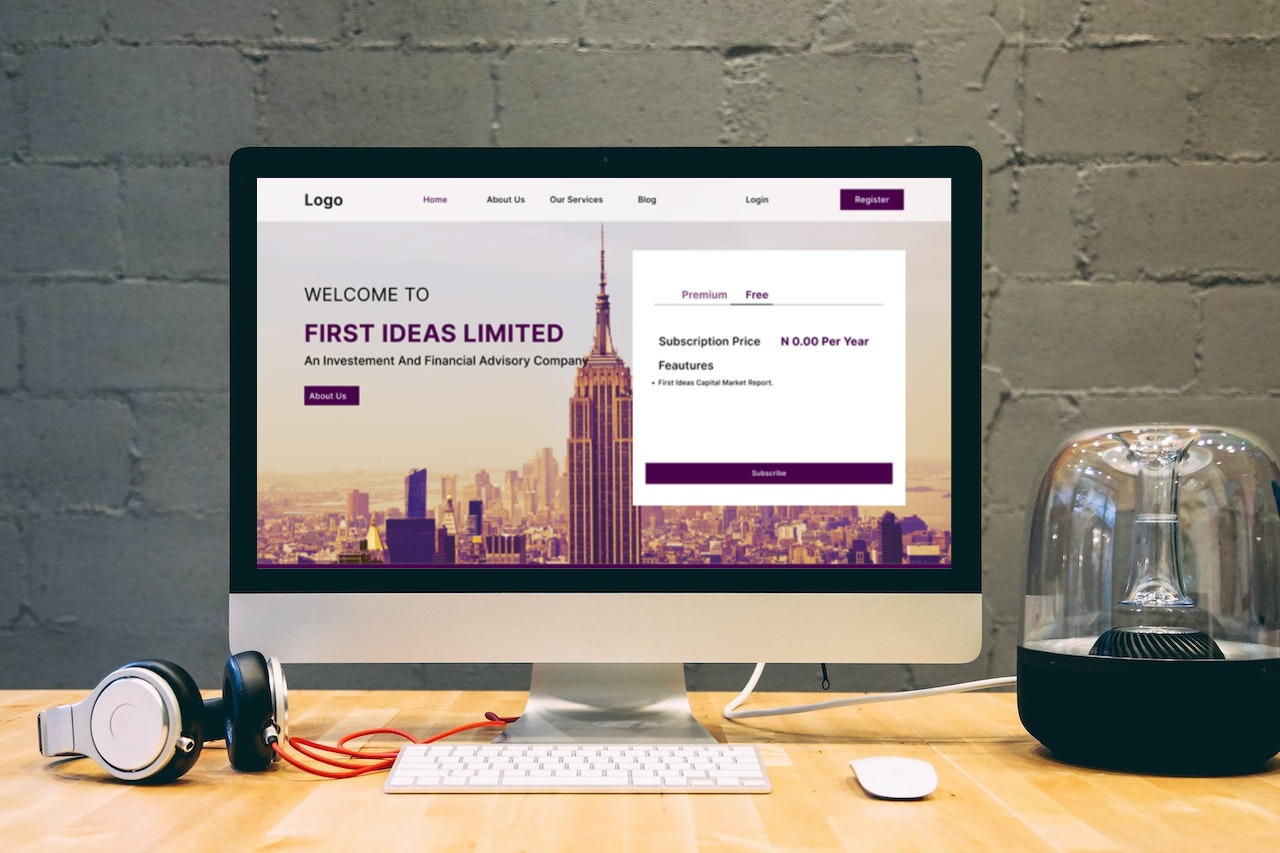 Logo Home About Us Our Services Blog Login Register
WELCOME TO
FIRST IDEAS LIMITED
An Investement And Financial Advisory Company
About Us
Premium Free
Subscription Price N 0.00 Per Year
Feautures
• First Ideas Capital Market Report.
Subscribe